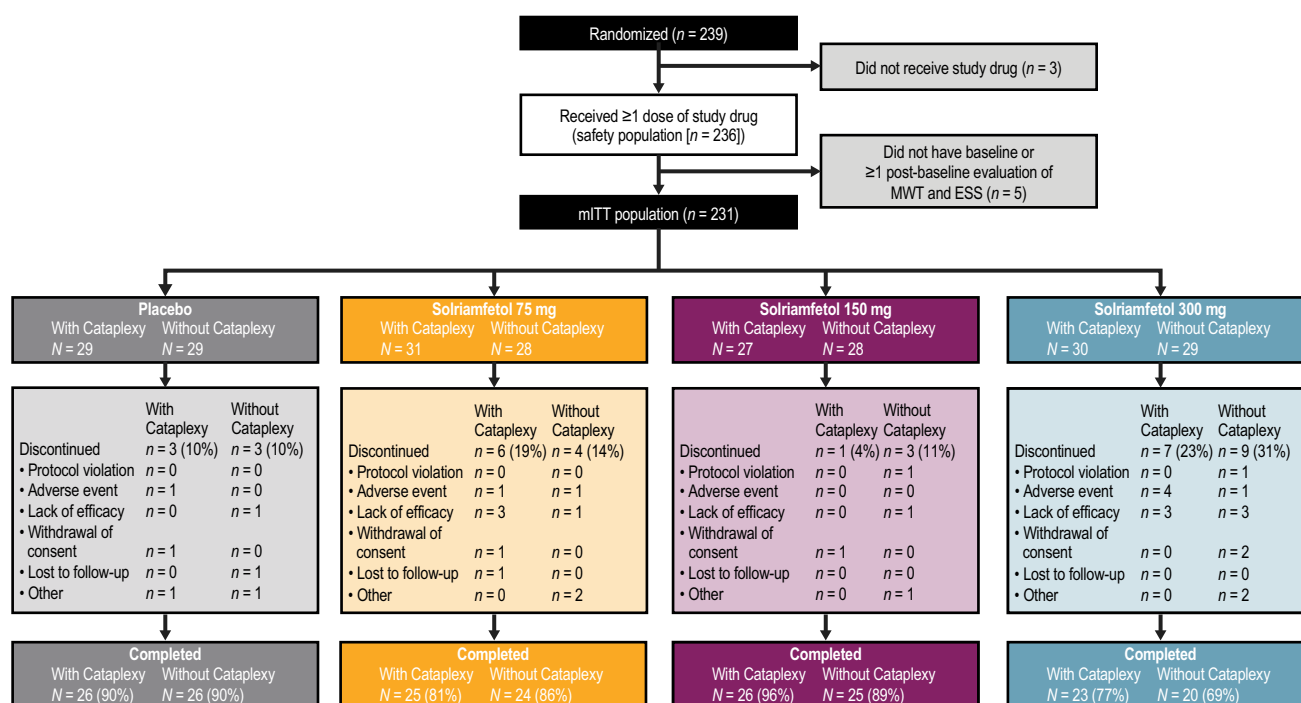 Randomized (n = 239)
Did not receive study drug (n = 3)
Received ≥1 dose of study drug
(safety population [n = 236])
Did not have baseline or
≥1 post-baseline evaluation of
MWT and ESS (n = 5)
mITT population (n = 231)
Placebo
With Cataplexy Without Cataplexy
N = 29 N = 29
Solriamfetol 75 mg
With Cataplexy Without Cataplexy
N = 31 N = 28
Solriamfetol 150 mg
With Cataplexy Without Cataplexy
N = 27 N = 28
Solriamfetol 300 mg
With Cataplexy Without Cataplexy
N = 30 N = 29
With Without
Cataplexy Cataplexy
Discontinued n = 3 (10%) n = 3 (10%)
• Protocol violation n = 0 n = 0
• Adverse event n = 1 n = 0
• Lack of efficacy n = 0 n = 1
• Withdrawal of
consent n = 1 n = 0
• Lost to follow-up n = 0 n = 1
• Other n = 1 n = 1
With Without
Cataplexy Cataplexy
Discontinued n = 6 (19%) n = 4 (14%)
• Protocol violation n = 0 n = 0
• Adverse event n = 1 n = 1
• Lack of efficacy n = 3 n = 1
• Withdrawal of
consent n = 1 n = 0
• Lost to follow-up n = 1 n = 0
• Other n = 0 n = 2
With Without
Cataplexy Cataplexy
Discontinued n = 1 (4%) n = 3 (11%)
• Protocol violation n = 0 n = 1
• Adverse event n = 0 n = 0
• Lack of efficacy n = 0 n = 1
• Withdrawal of
consent n = 1 n = 0
• Lost to follow-up n = 0 n = 0
• Other n = 0 n = 1
With Without
Cataplexy Cataplexy
Discontinued n = 7 (23%) n = 9 (31%)
• Protocol violation n = 0 n = 1
• Adverse event n = 4 n = 1
• Lack of efficacy n = 3 n = 3
• Withdrawal of
consent n = 0 n = 2
• Lost to follow-up n = 0 n = 0
• Other n = 0 n = 2
Completed
With Cataplexy Without Cataplexy
N = 26 (90%) N = 26 (90%)
Completed
With Cataplexy Without Cataplexy
N = 25 (81%) N = 24 (86%)
Completed
With Cataplexy Without Cataplexy
N = 26 (96%) N = 25 (89%)
Completed
With Cataplexy Without Cataplexy
N = 23 (77%) N = 20 (69%)